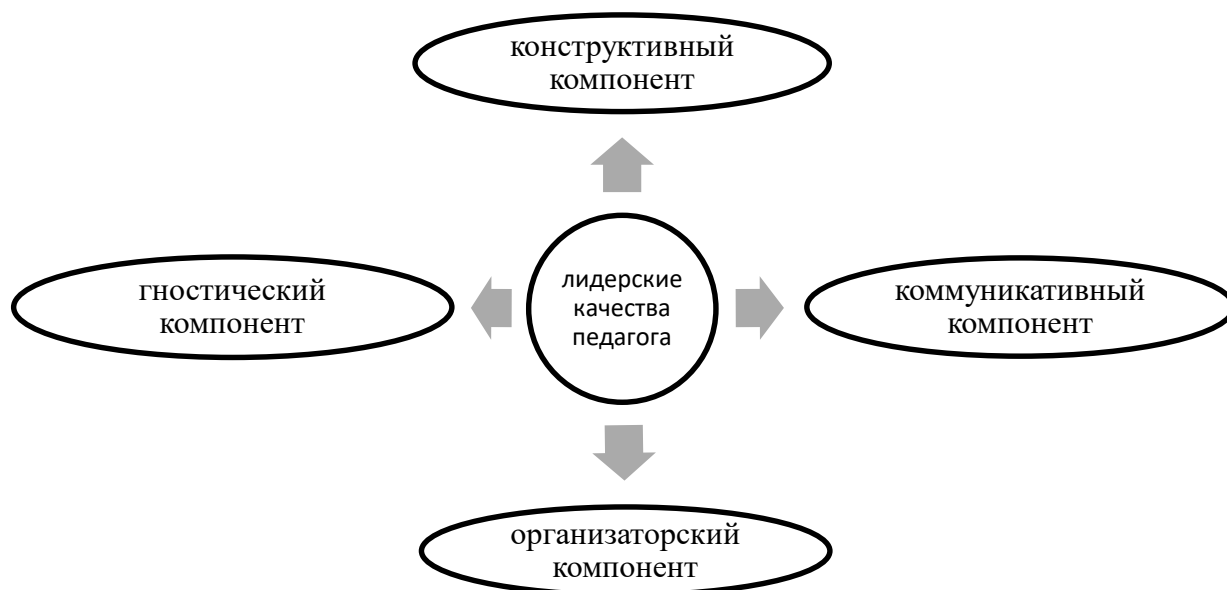 конструктивный
компонент
гностический
компонент
лидерские
качества
педагога
коммуникативный
компонент
организаторский
компонент